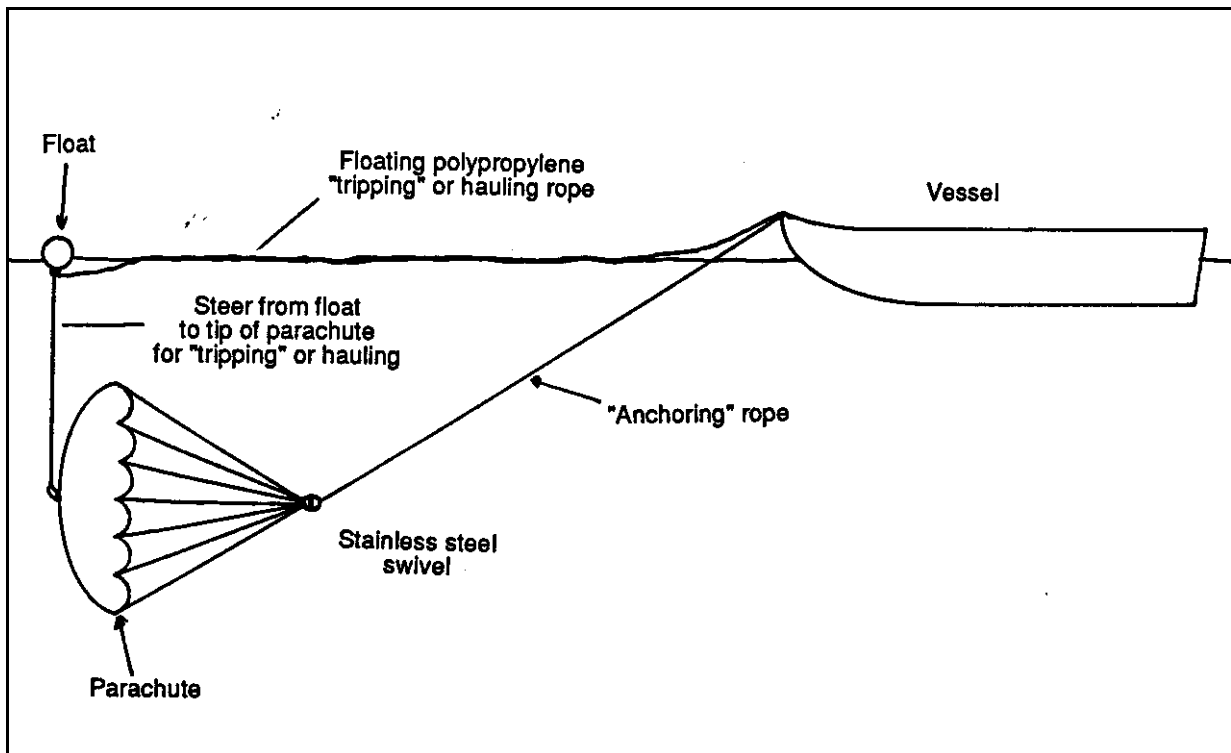 Float
Floating polypropylene
"tripping" or hauling rope
Vessel
Steer from float
to tip of parachute
for "tripping" or hauling
"Anchoring" rope
Stainless steel
swivel
Parachute